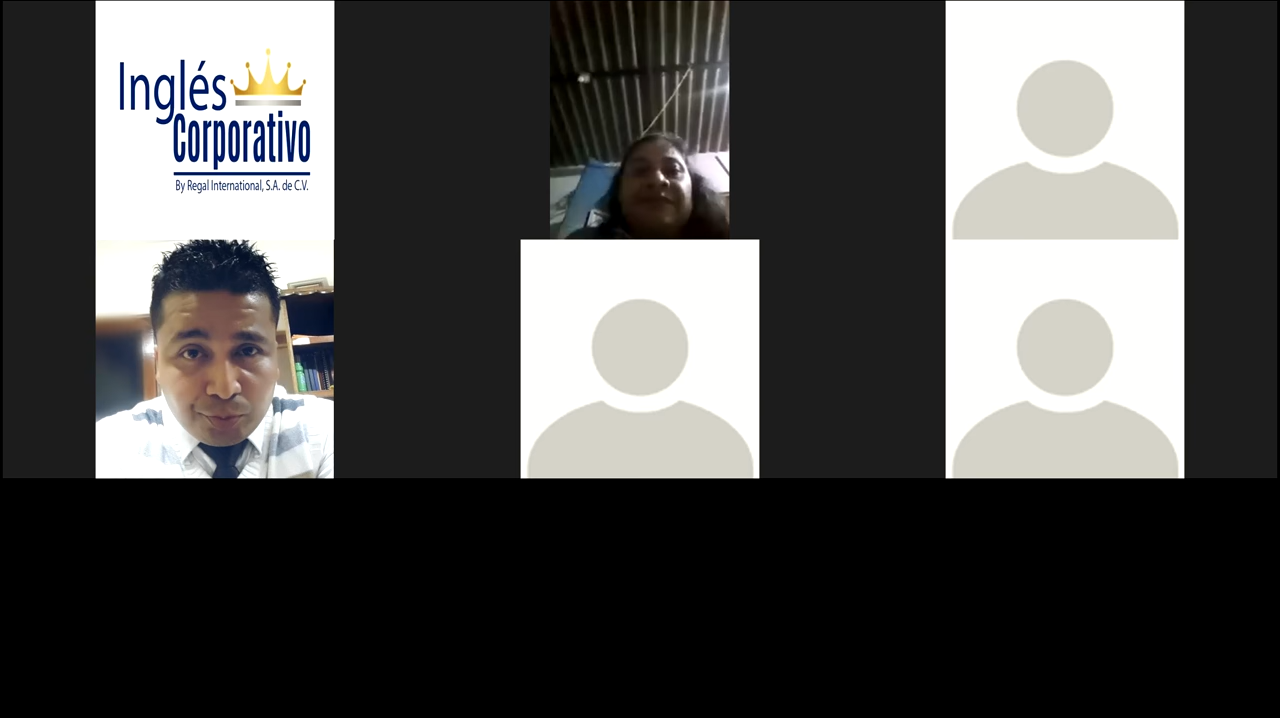 Inglés
Corporativo
By Regal International, S.A. de C.V.